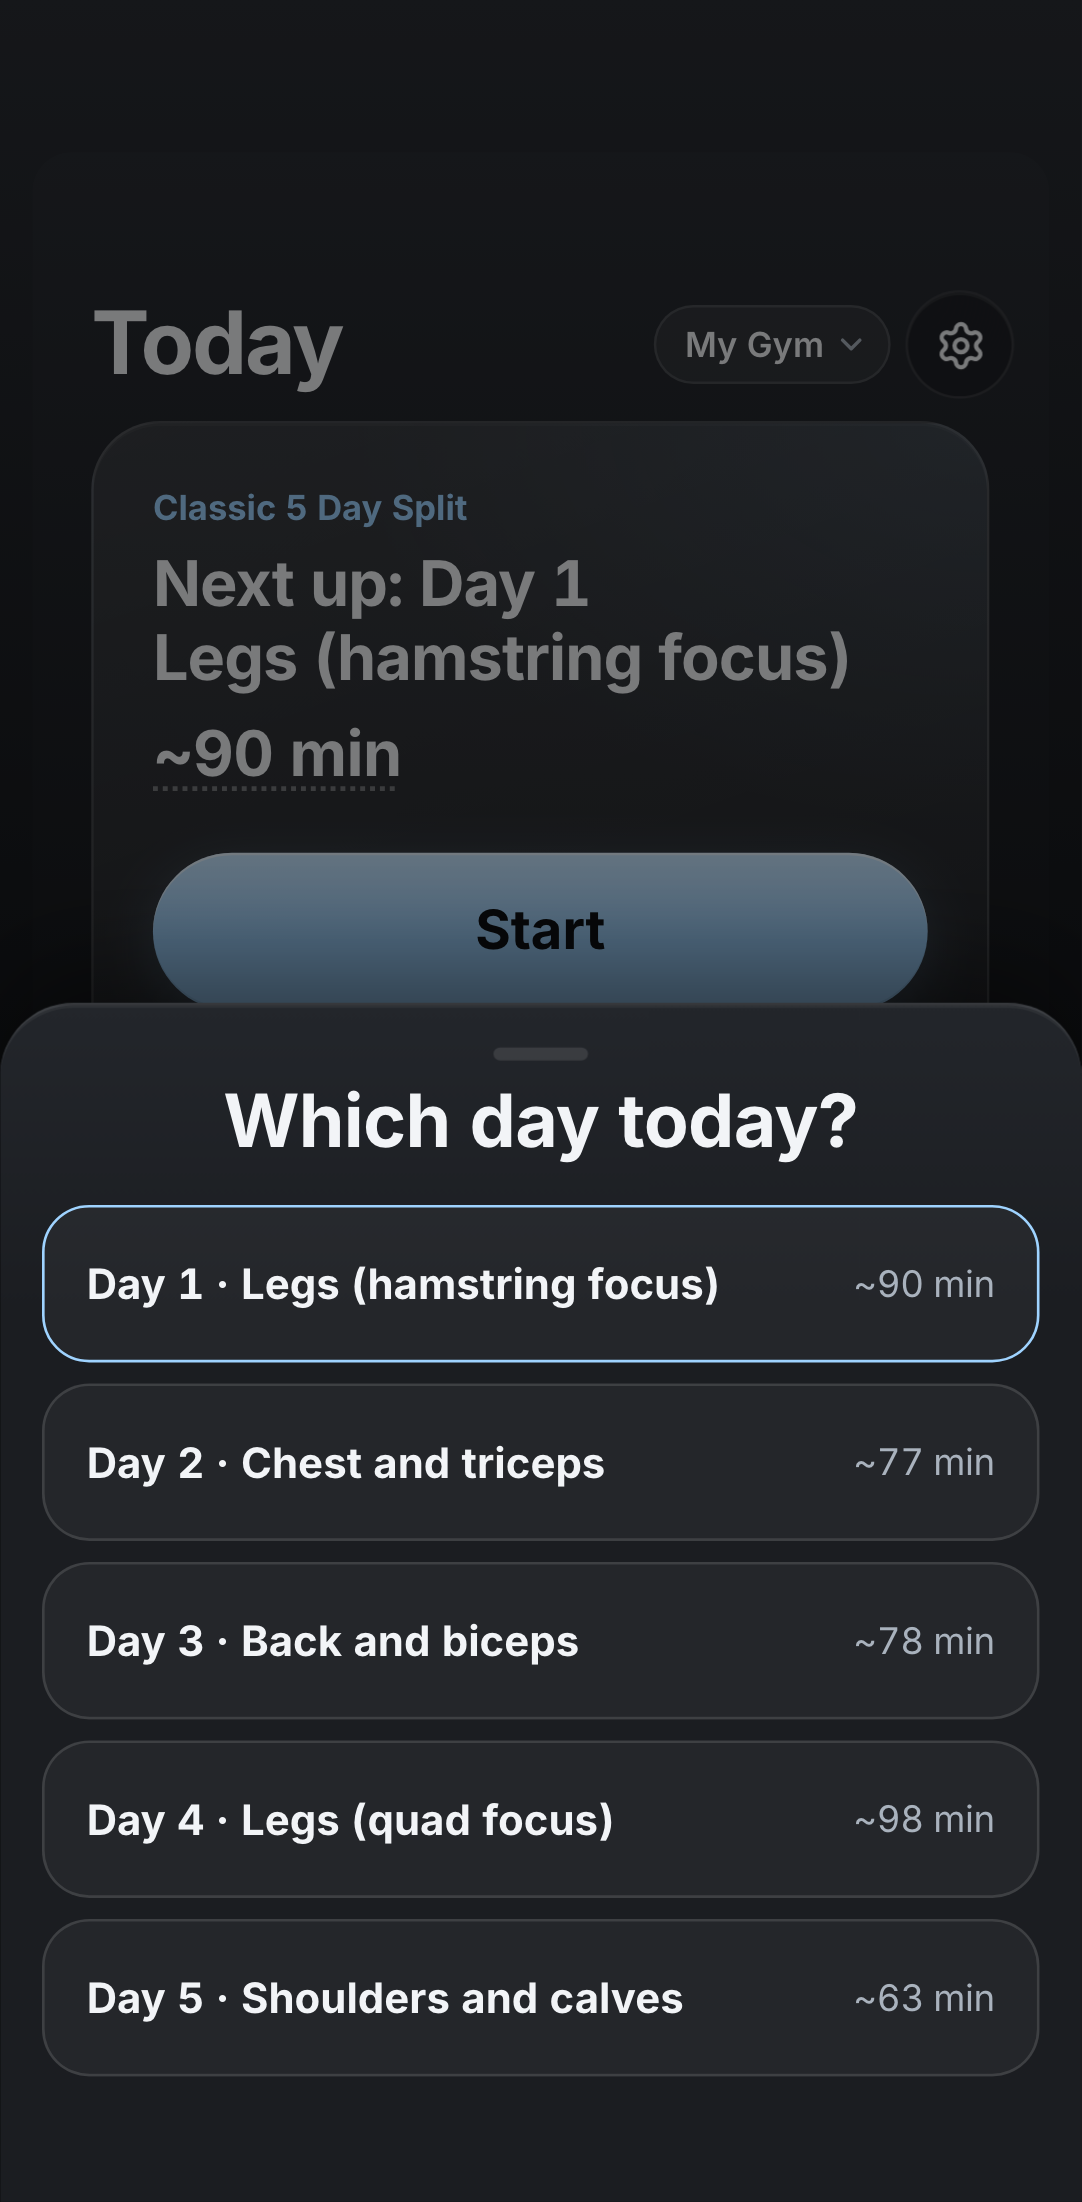 Today
My Gym
Classic 5 Day Split
Next up: Day 1
Legs (hamstring focus)
~90 min
Start
Which day today?
Day 1 · Legs (hamstring focus) ~90 min
Day 2 · Chest and triceps ~77 min
Day 3 · Back and biceps ~78 min
Day 4 · Legs (quad focus) ~98 min
Day 5 · Shoulders and calves ~63 min